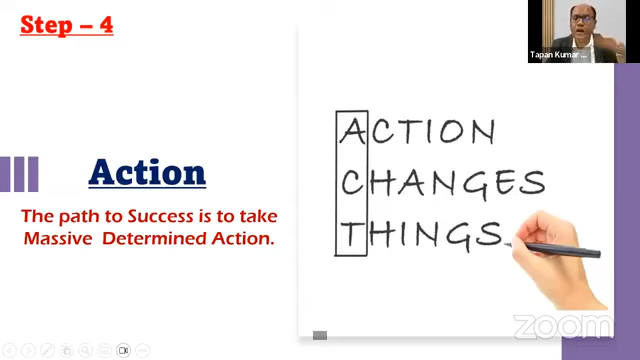 Step – 4
Tapan Kumar ...
Action
The path to Success is to take
Massive Determined Action.
ACTION
CHANGES
THINGS
zoom